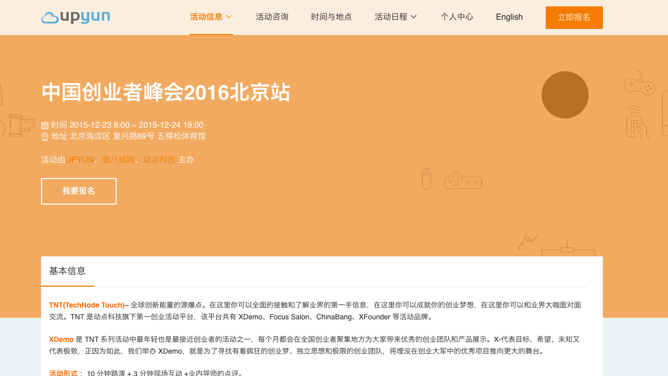 upyun 活动信息 活动咨询 时间与地点 活动日程 个人中心 English 立即报名
中国创业者峰会2016北京站
时间 2015-12-23 8:00 – 2015-12-24 19:00
地址 北京海淀区 复兴路69号 五棵松体育馆
活动由UPYUN、第八戒网、动点科技 主办
我要报名
基本信息
TNT(TechNode Touch)– 全球创新能量的源爆点。在这里你可以全面的接触和了解业界的第一手信息，在这里你可以成就你的创业梦想，在这里你可以和业界大咖面对面
交流。TNT 是动点科技旗下第一创业活动平台，该平台共有 XDemo、Focus Salon、ChinaBang、XFounder 等活动品牌。
XDemo 是 TNT 系列活动中最年轻也是最接近创业者的活动之一，每个月都会在全国创业者聚集地方为大家带来优秀的创业团队和产品展示。X-代表目标、希望、未知又
代表极致，正因为如此，我们举办 XDemo，就是为了寻找有着疯狂的创业梦、独立思想和极限的创业团队，将埋没在创业大军中的优秀项目推向更大的舞台。
活动形式 ：10 分钟路演 + 3 分钟现场互动 +业内导师的点评。